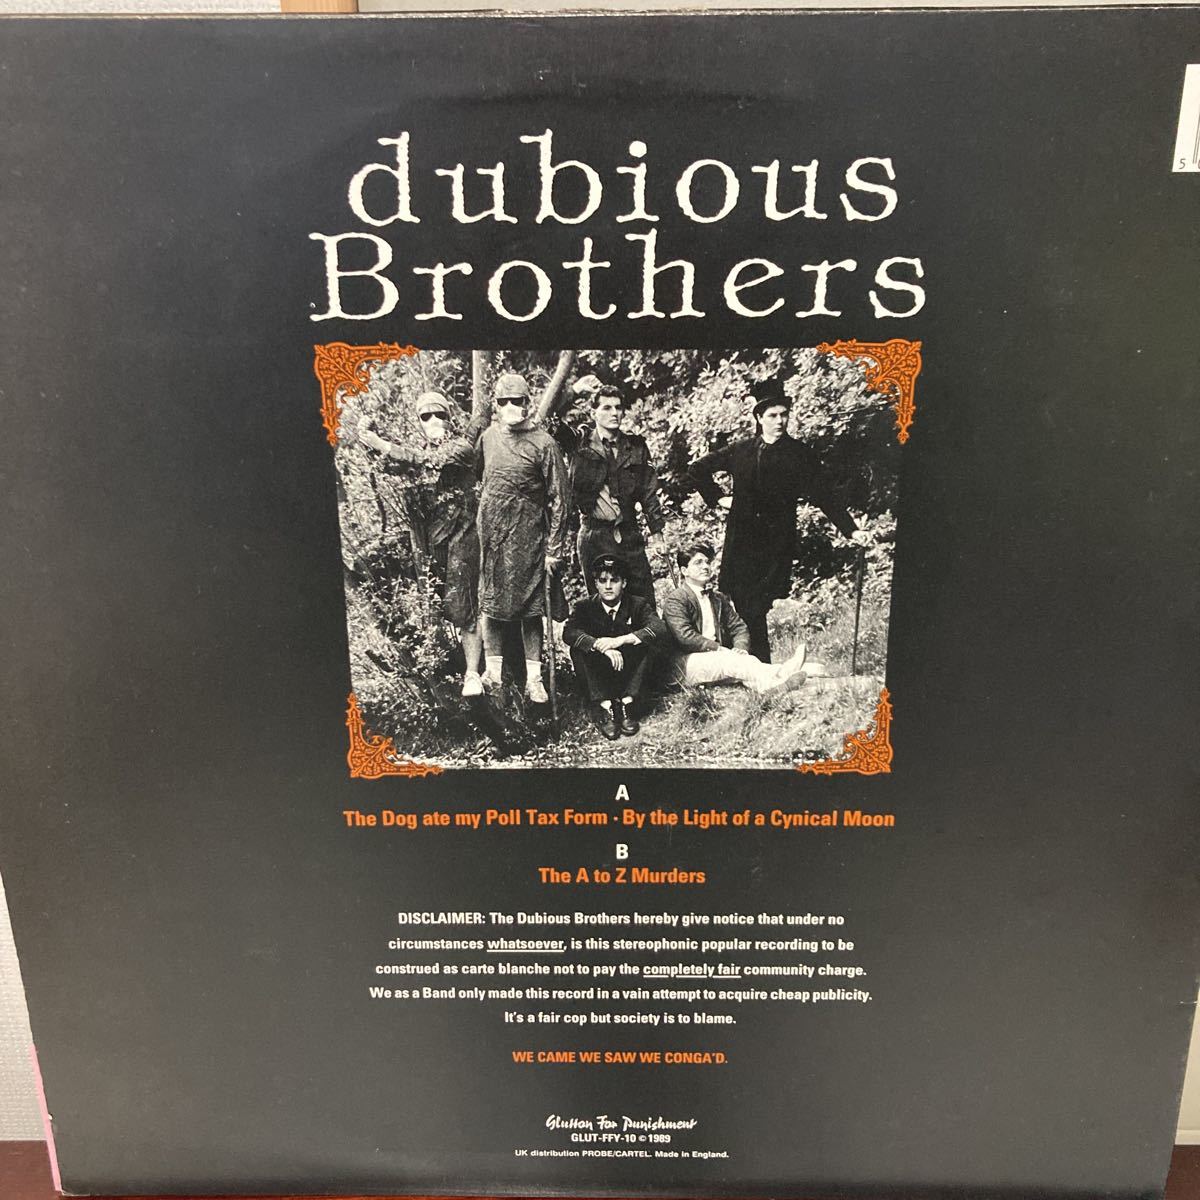 dubious
Brothers
A
The Dog ate my Poll Tax Form · By the Light of a Cynical Moon
B
The A to Z Murders
DISCLAIMER: The Dubious Brothers hereby give notice that under no
circumstances whatsoever, is this stereophonic popular recording to be
construed as carte blanche not to pay the completely fair community charge.
We as a Band only made this record in a vain attempt to acquire cheap publicity.
It's a fair cop but society is to blame.
WE CAME WE SAW WE CONGA'D.
Glutton For Punishment
GLUT-FFY-10 © 1989
UK distribution PROBE/CARTEL. Made in England.
5